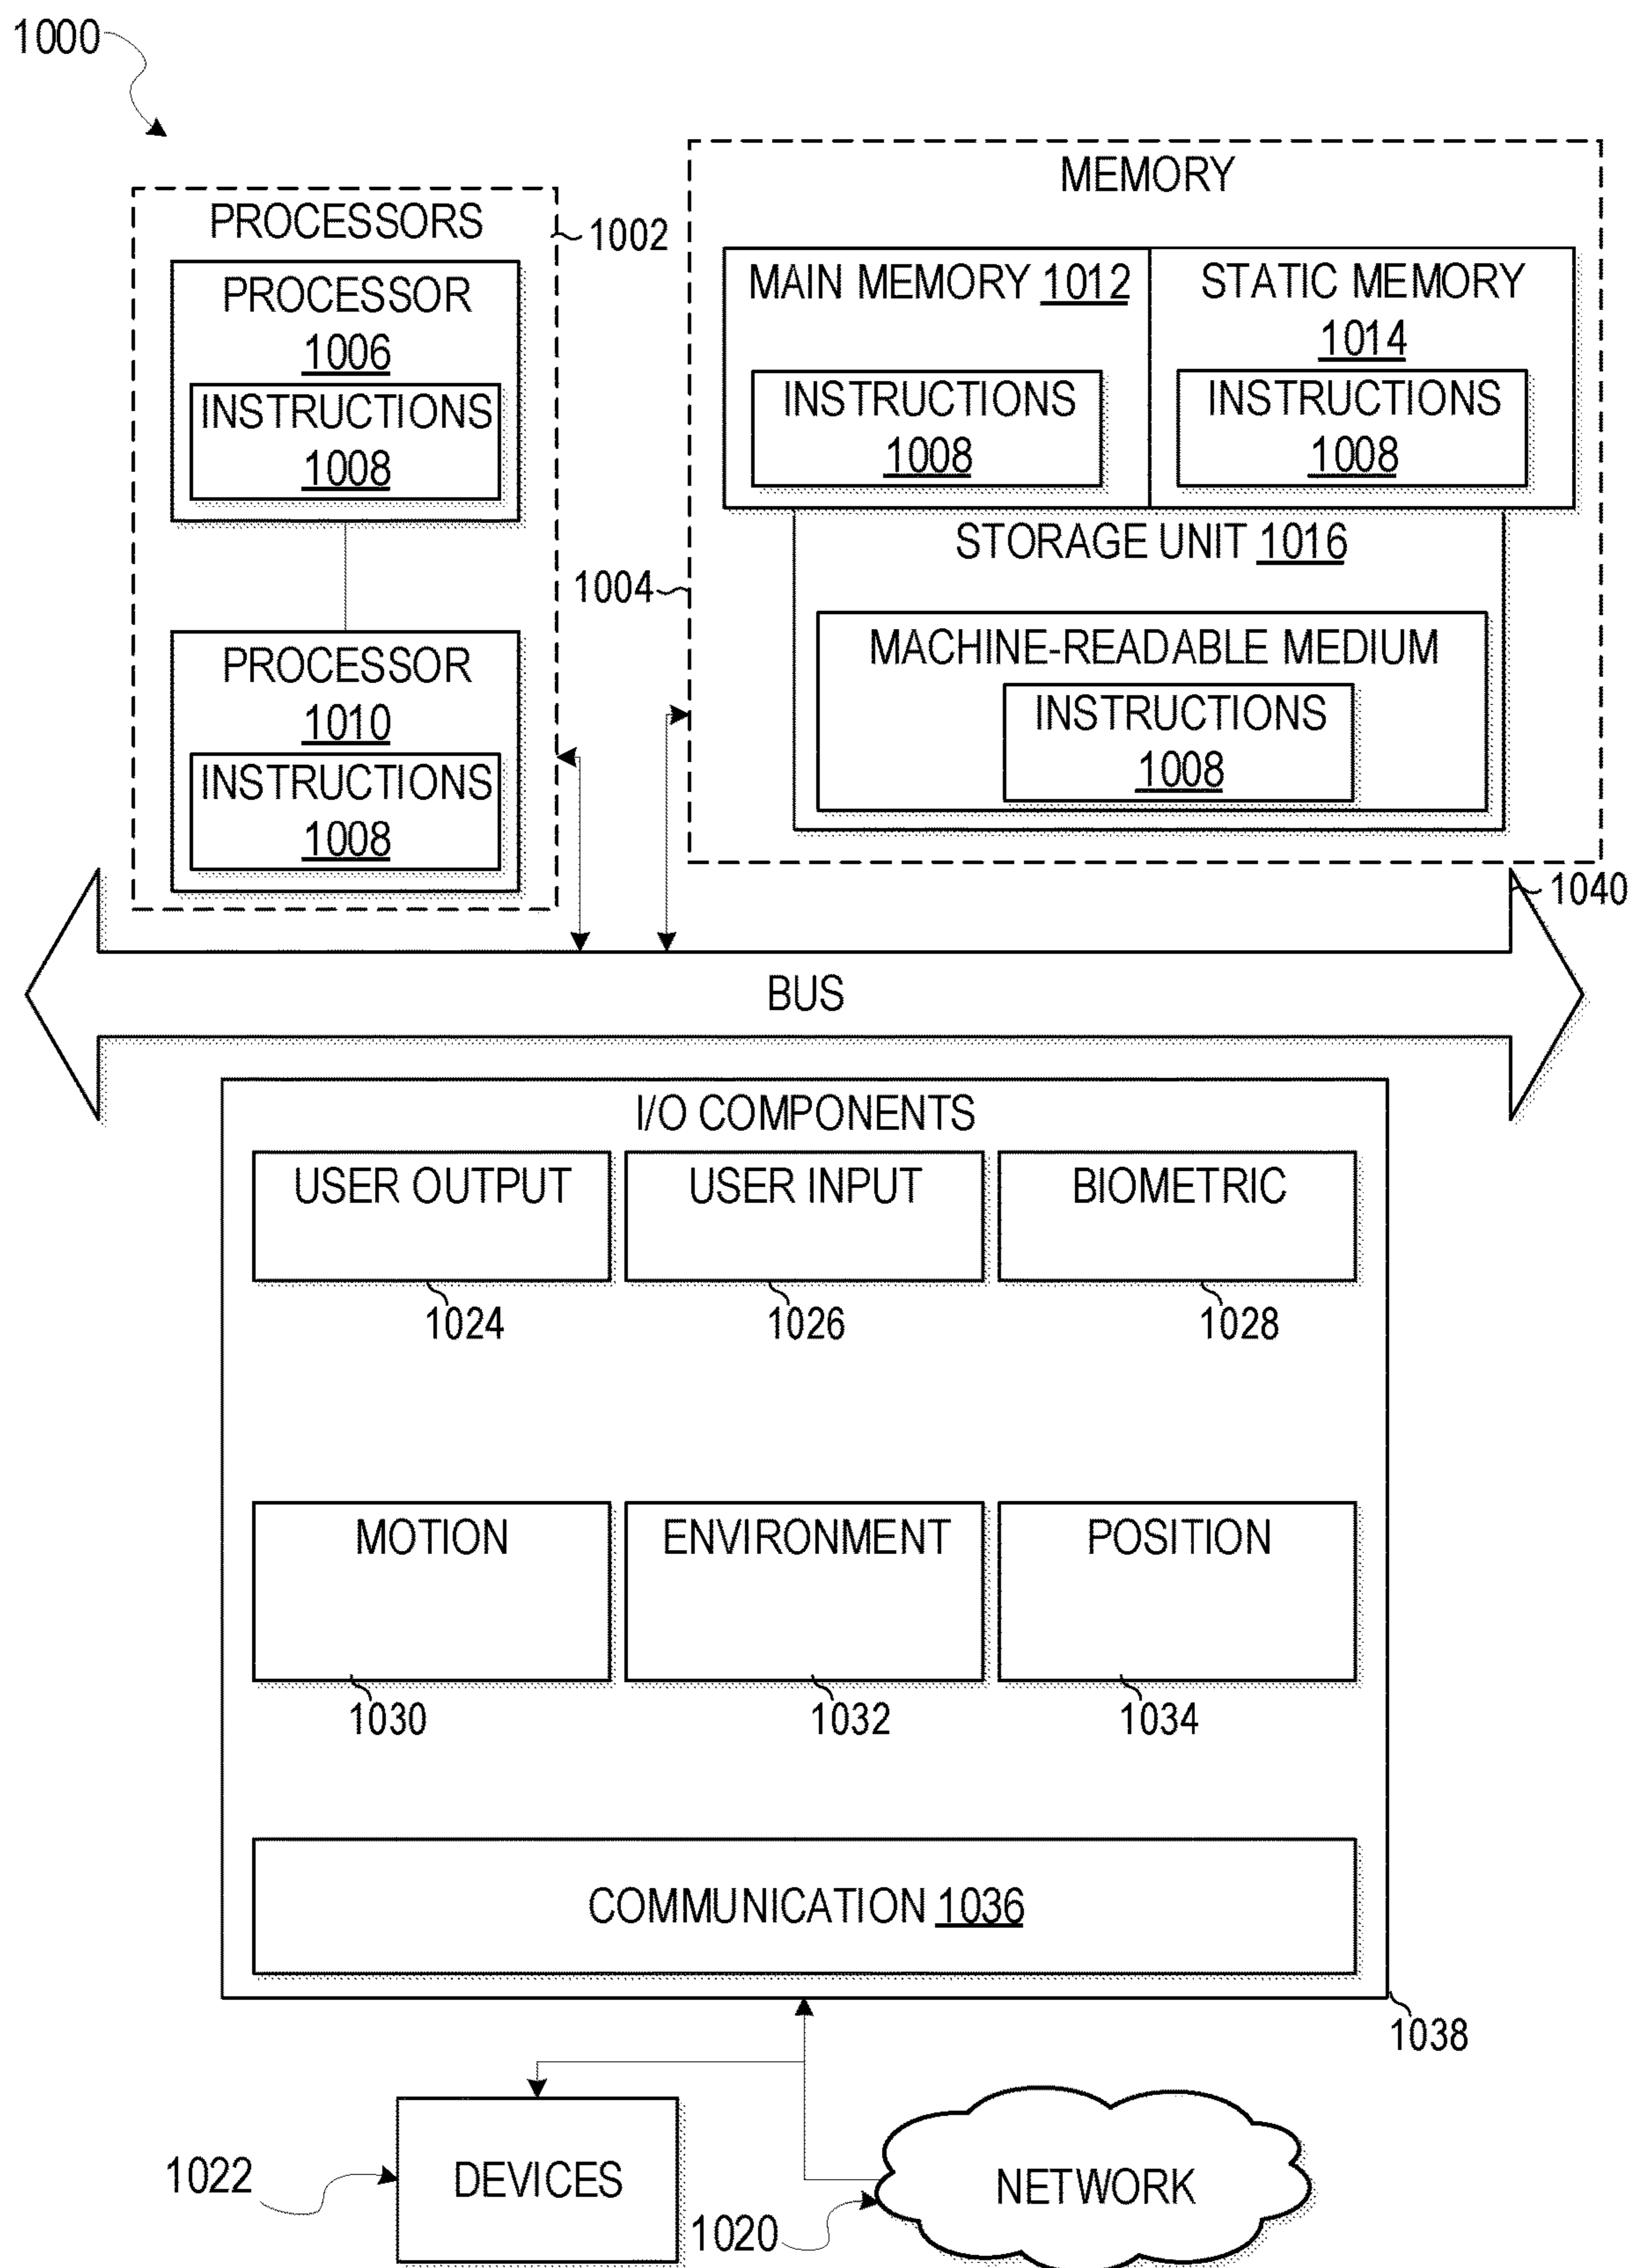 1000
MEMORY
PROCESSORS
1002
PROCESSOR
1006
INSTRUCTIONS
1008
MAIN MEMORY 1012
INSTRUCTIONS
1008
STATIC MEMORY
1014
INSTRUCTIONS
1008
STORAGE UNIT 1016
1004
MACHINE-READABLE MEDIUM
INSTRUCTIONS
1008
PROCESSOR
1010
INSTRUCTIONS
1008
1040
BUS
I/O COMPONENTS
USER OUTPUT
USER INPUT
BIOMETRIC
1024
1026
1028
MOTION
ENVIRONMENT
POSITION
1030
1032
1034
COMMUNICATION 1036
1038
1022
DEVICES
1020
NETWORK